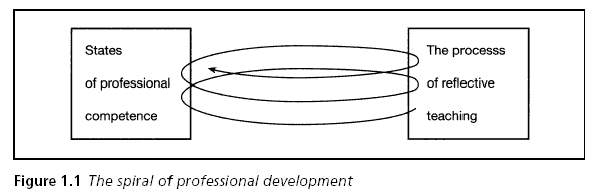 States
of professional
competence
The processs
of reflective
teaching
Figure 1.1 The spiral of professional development